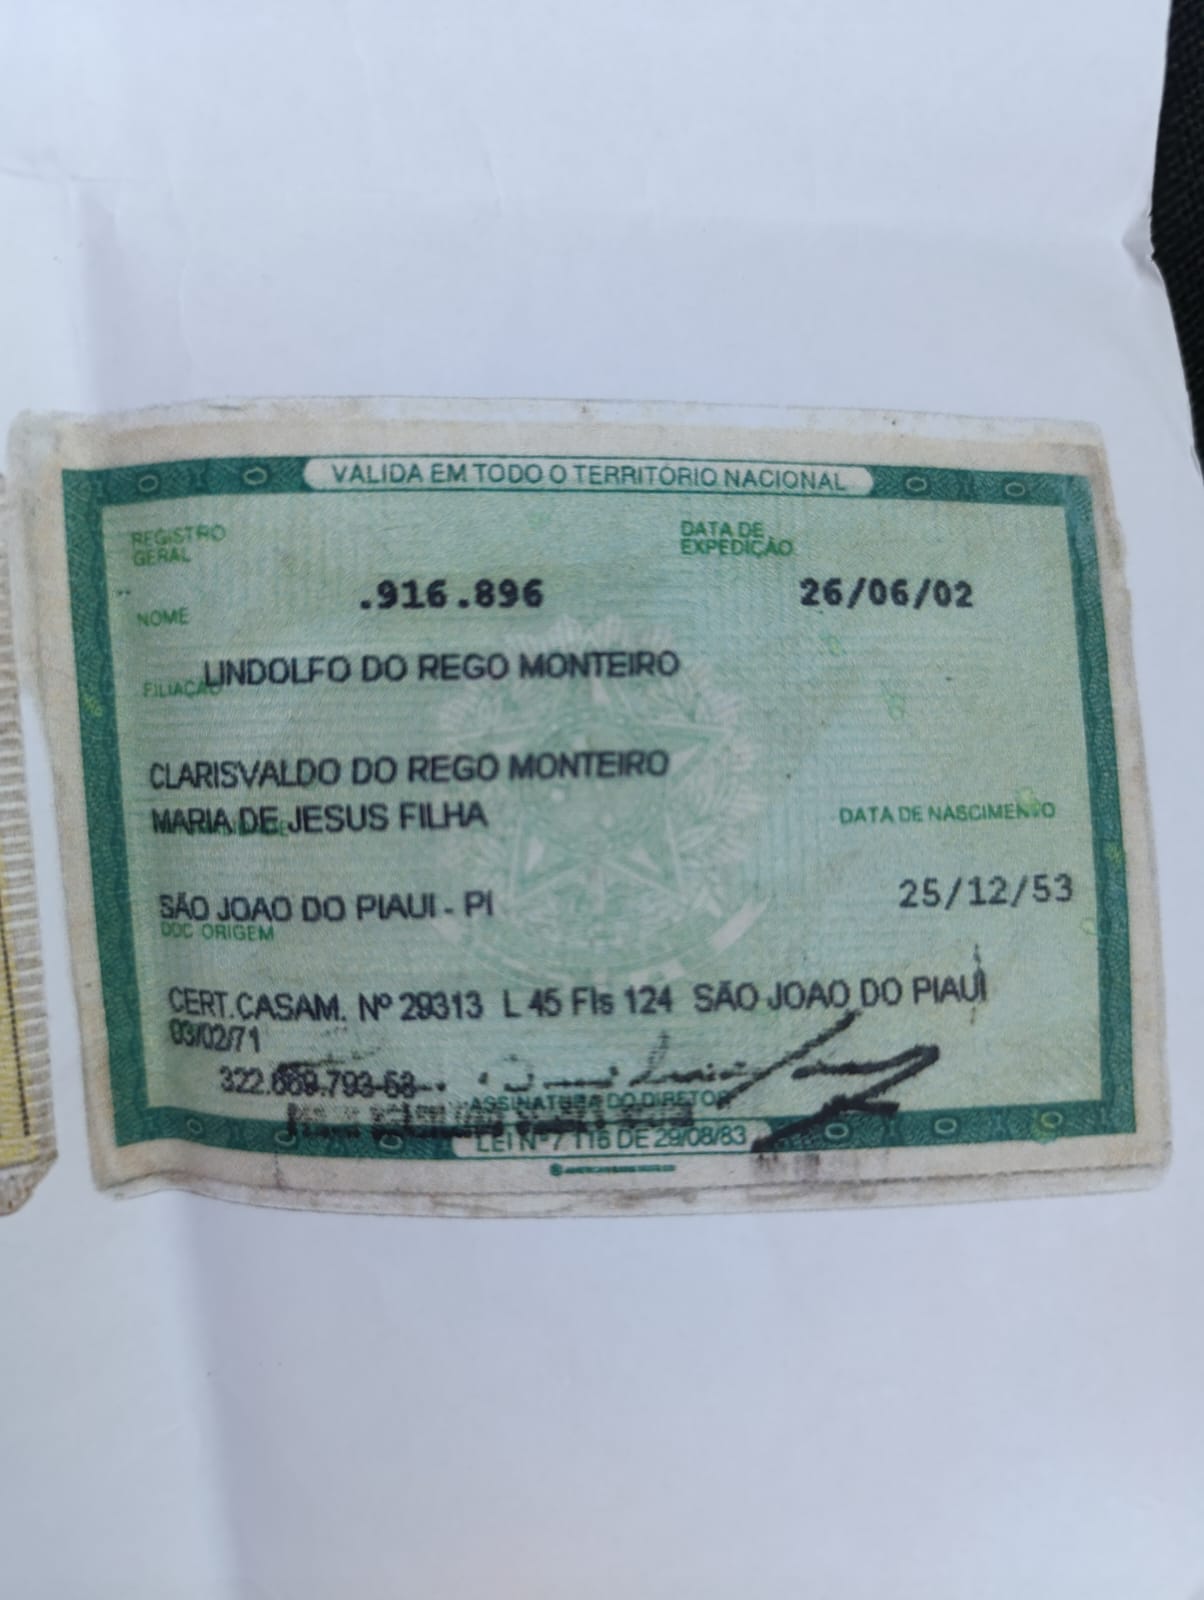 VALIDA EM TODO O TERRITÓRIO NACIONAL
REGISTRO GERAL
.916.896
DATA DE EXPEDIÇÃO
26/06/02
NOME
LINDOLFO DO REGO MONTEIRO
FILIAÇÃO
CLARISVALDO DO REGO MONTEIRO
MARIA DE JESUS FILHA
DATA DE NASCIMENTO
SÃO JOAO DO PIAUI - PI
25/12/53
DOC ORIGEM
CERT.CASAM. Nº 29313 L 45 Fls 124 SÃO JOAO DO PIAUÍ
03/02/71
ASSINATURA DO DIRETOR
LEI Nº 7.116 DE 29/08/83